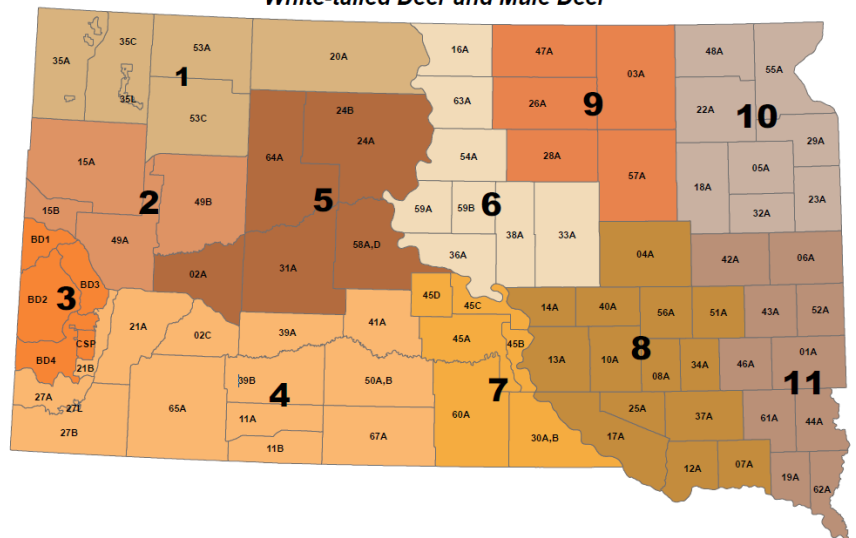 White-tailed Deer and Mule Deer
35C
53A
16A
47A
48A
35A
20A
55A
03A
1
35L
63A
26A
9
22A
10
53C
24B
24A
29A
15A
64A
54A
28A
05A
57A
18A
2
49B
5
59A
59B
6
23A
15B
32A
BD1
49A
38A
33A
58A,D
36A
04A
42A
06A
02A
31A
BD3
BD2
3
45D
45C
14A
40A
56A
51A
43A
52A
21A
02C
39A
41A
CSP
45A
45B
8
01A
BD4
21B
13A
10A
34A
46A
08A
11
27A
39B
4
50A,B
7
27L
65A
60A
25A
37A
61A
44A
27B
11A
67A
30A,B
17A
11B
12A
07A
19A
62A